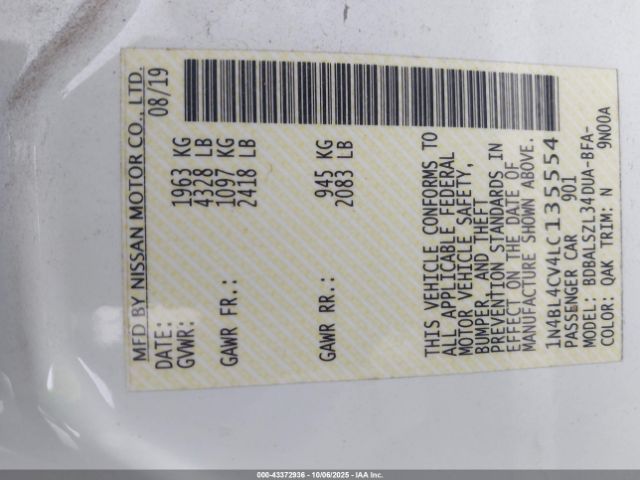 MFD BY NISSAN MOTOR CO., LTD.
DATE: 08/19
GVWR: 1963 KG
4328 LB
GAWR FR.: 1097 KG
2418 LB
GAWR RR.: 945 KG
2083 LB
THIS VEHICLE CONFORMS TO
ALL APPLICABLE FEDERAL
MOTOR VEHICLE SAFETY,
BUMPER, AND THEFT
PREVENTION STANDARDS IN
EFFECT ON THE DATE OF
MANUFACTURE SHOWN ABOVE.
1N4BL4CV4LC135554
PASSENGER CAR 901
MODEL: BDBALSZL34DUA-BFA-
COLOR: QAK TRIM: N 9N00A
000-43372936 - 10/06/2025 - IAA Inc.